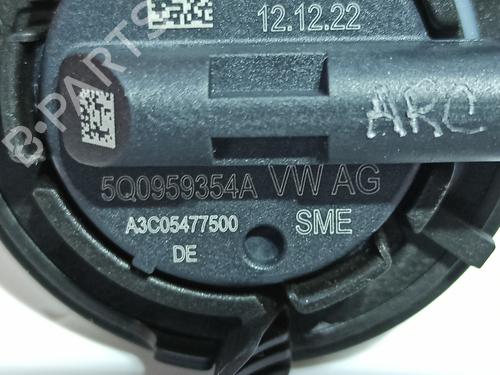 12.12.22
ARC
5Q0959354A VW AG
A3C05477500 SME
DE
B-PARTS